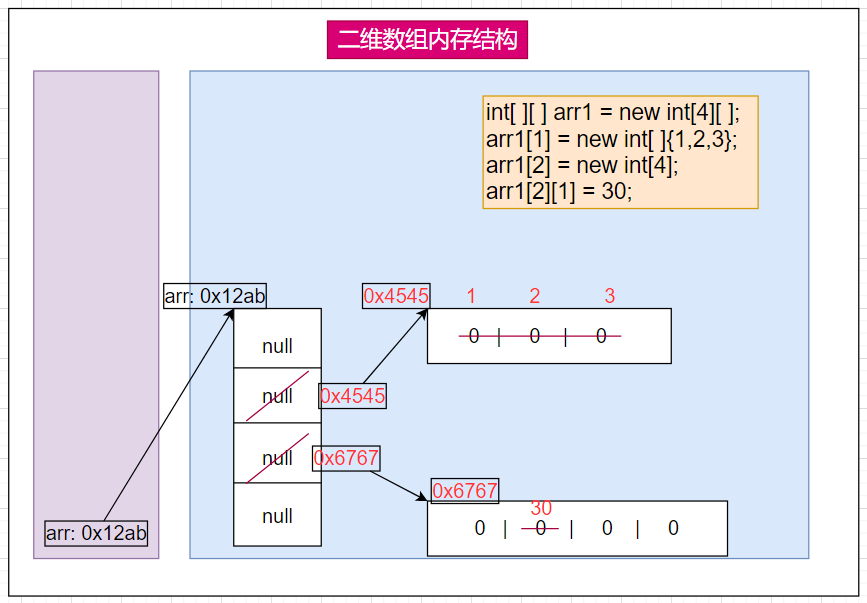 二维数组内存结构
int[ ][ ] arr1 = new int[4][ ];
arr1[1] = new int[ ]{1,2,3};
arr1[2] = new int[4];
arr1[2][1] = 30;
arr: 0x12ab
0x4545 1 2 3
0 | 0 | 0
null
null 0x4545
null 0x6767
0x6767
30
0 | 0 | 0 | 0
null
arr: 0x12ab